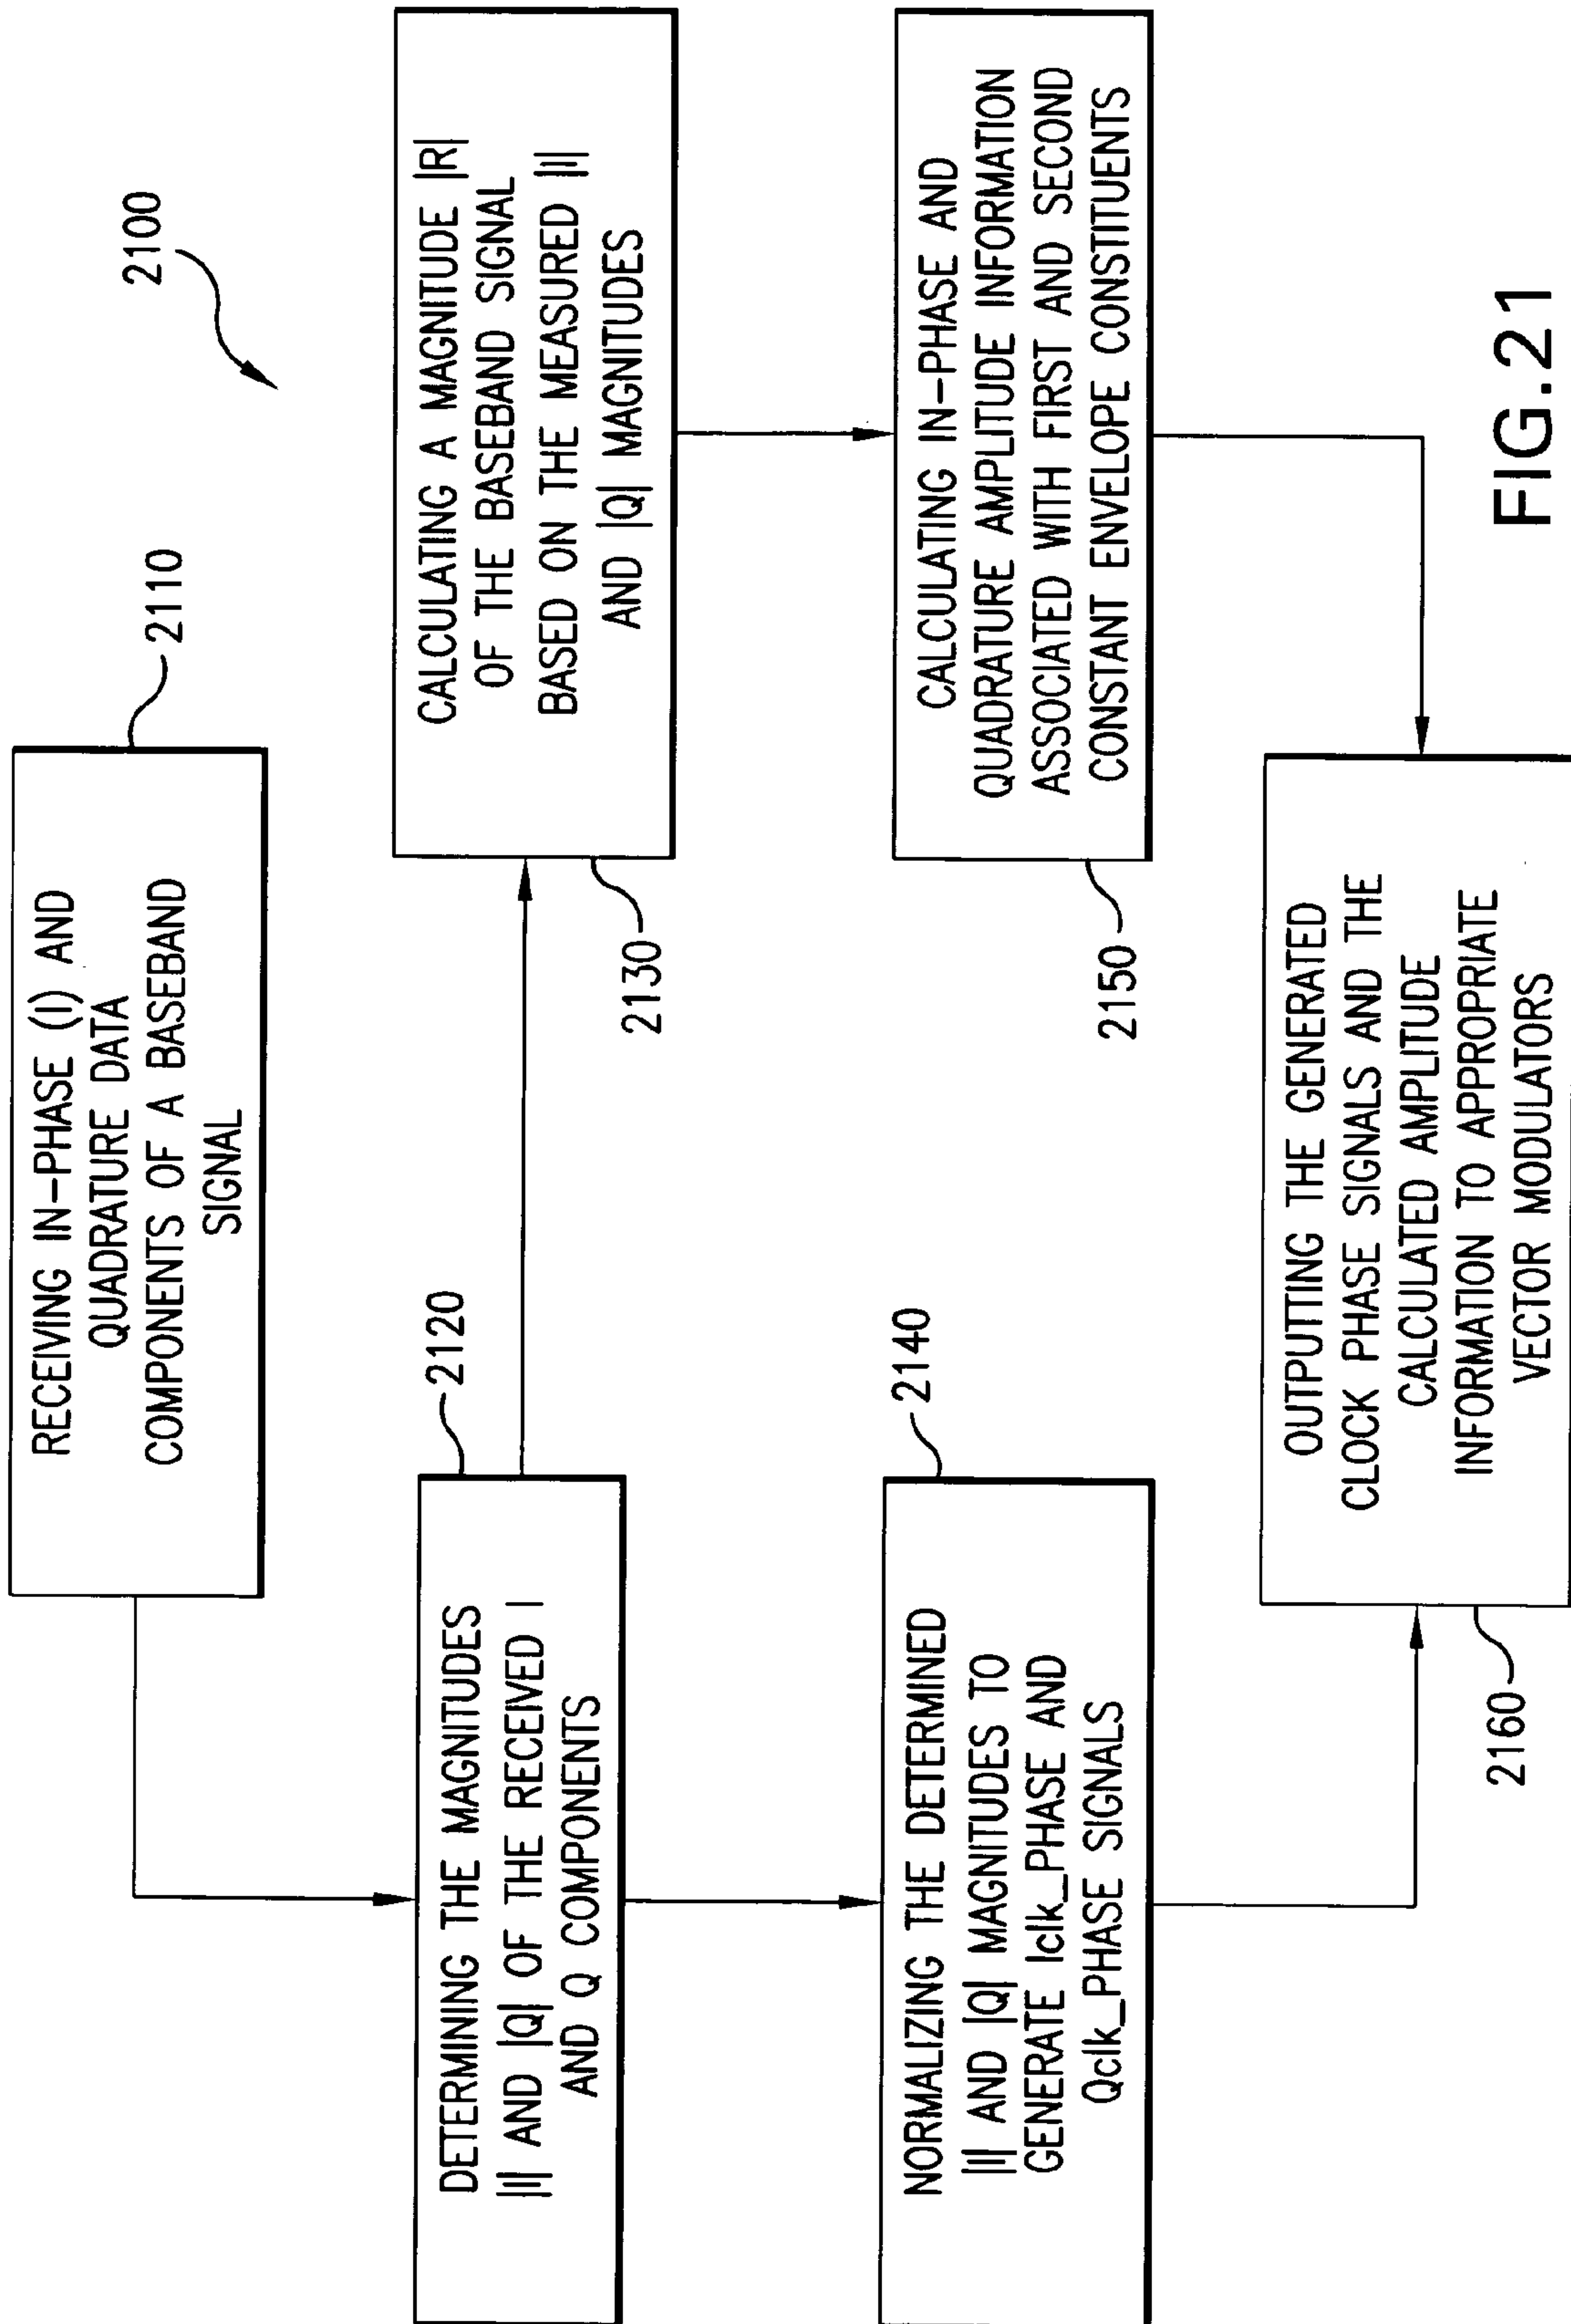 2100
RECEIVING IN-PHASE (I) AND
QUADRATURE DATA
COMPONENTS OF A BASEBAND
SIGNAL
2110
DETERMINING THE MAGNITUDES
|I| AND |Q| OF THE RECEIVED I
AND Q COMPONENTS
2120
CALCULATING A MAGNITUDE |R|
OF THE BASEBAND SIGNAL
BASED ON THE MEASURED |I|
AND |Q| MAGNITUDES
2130
NORMALIZING THE DETERMINED
|I| AND |Q| MAGNITUDES TO
GENERATE Iclk_PHASE AND
Qclk_PHASE SIGNALS
2140
CALCULATING IN-PHASE AND
QUADRATURE AMPLITUDE INFORMATION
ASSOCIATED WITH FIRST AND SECOND
CONSTANT ENVELOPE CONSTITUENTS
2150
OUTPUTTING THE GENERATED
CLOCK PHASE SIGNALS AND THE
CALCULATED AMPLITUDE
INFORMATION TO APPROPRIATE
VECTOR MODULATORS
2160
FIG.21